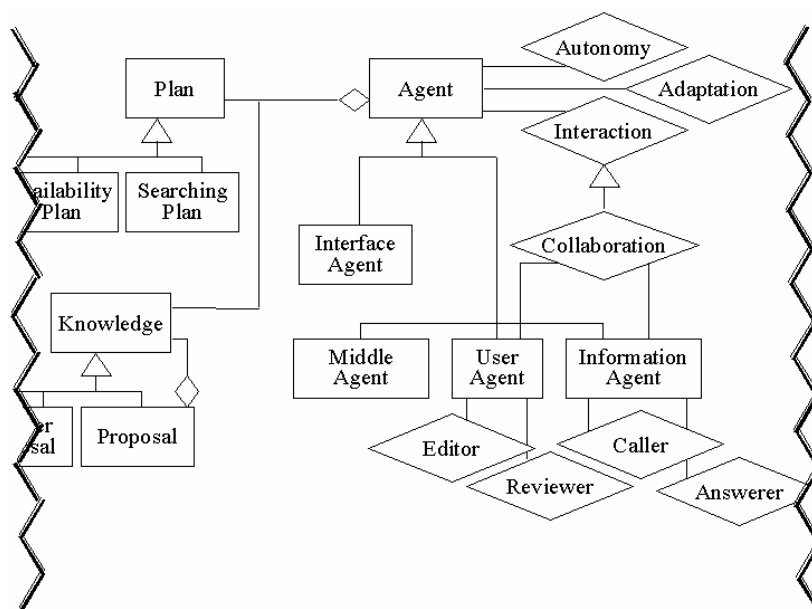 Autonomy
Plan
Agent
Adaptation
Interaction
Plan
Searching
Plan
Interface
Agent
Collaboration
Knowledge
Middle
Agent
User
Agent
Information
Agent
Proposal
Editor
Caller
Reviewer
Answerer